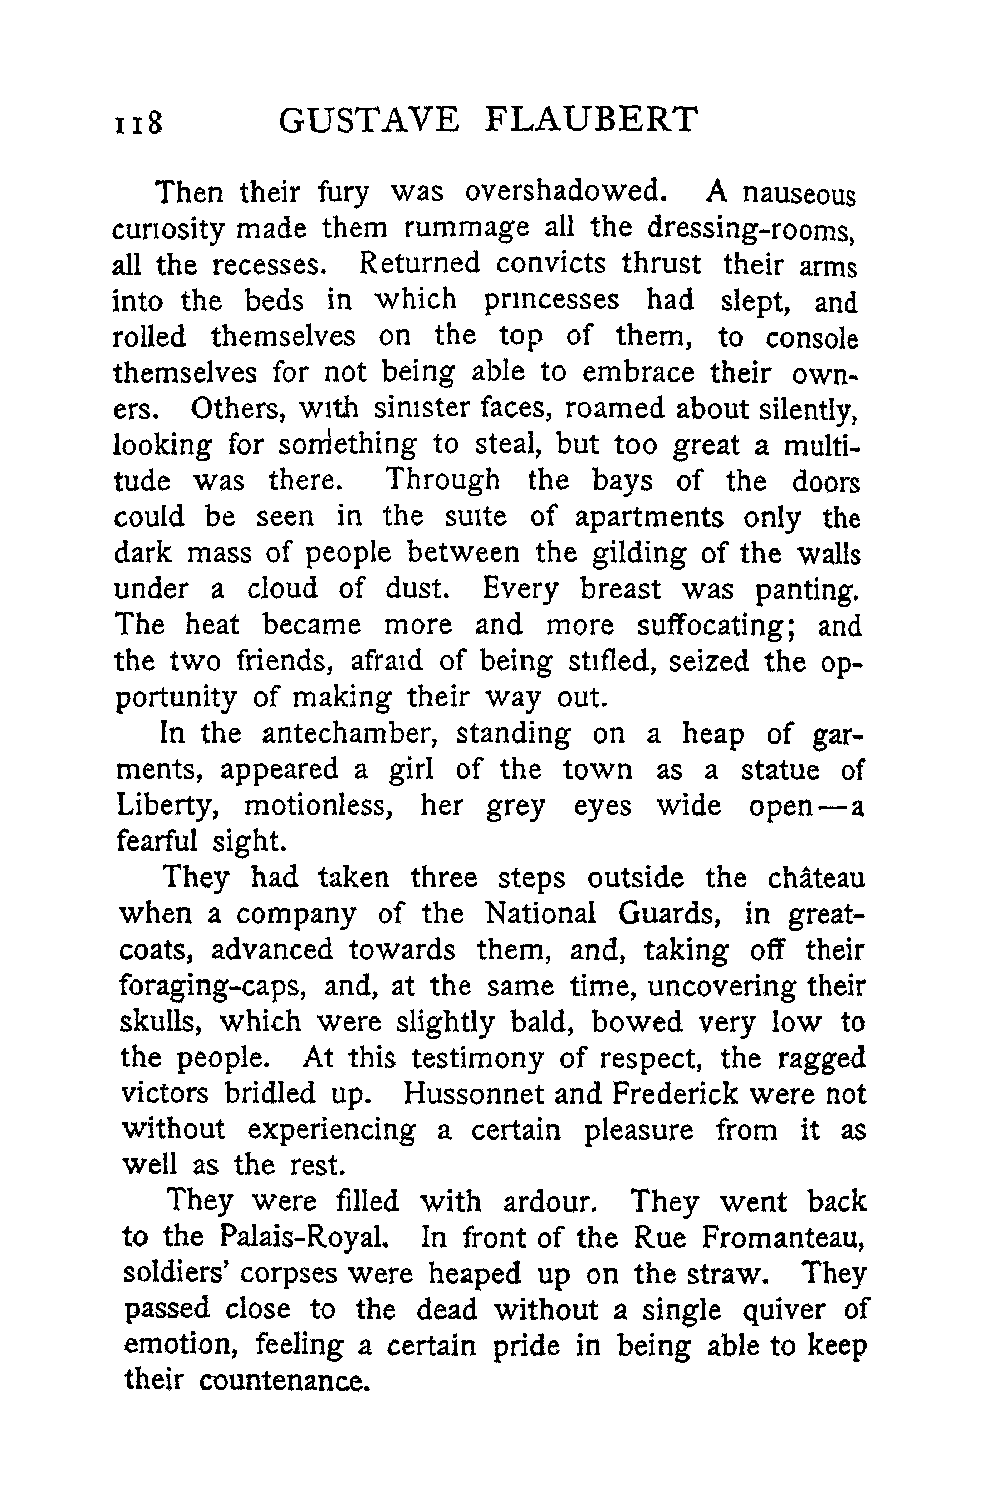 118 GUSTAVE FLAUBERT
Then their fury was overshadowed. A nauseous
curiosity made them rummage all the dressing-rooms,
all the recesses. Returned convicts thrust their arms
into the beds in which princesses had slept, and
rolled themselves on the top of them, to console
themselves for not being able to embrace their own-
ers. Others, with sinister faces, roamed about silently,
looking for something to steal, but too great a multi-
tude was there. Through the bays of the doors
could be seen in the suite of apartments only the
dark mass of people between the gilding of the walls
under a cloud of dust. Every breast was panting.
The heat became more and more suffocating; and
the two friends, afraid of being stifled, seized the op-
portunity of making their way out.
In the antechamber, standing on a heap of gar-
ments, appeared a girl of the town as a statue of
Liberty, motionless, her grey eyes wide open—a
fearful sight.
They had taken three steps outside the château
when a company of the National Guards, in great-
coats, advanced towards them, and, taking off their
foraging-caps, and, at the same time, uncovering their
skulls, which were slightly bald, bowed very low to
the people. At this testimony of respect, the ragged
victors bridled up. Hussonnet and Frederick were not
without experiencing a certain pleasure from it as
well as the rest.
They were filled with ardour. They went back
to the Palais-Royal. In front of the Rue Fromanteau,
soldiers' corpses were heaped up on the straw. They
passed close to the dead without a single quiver of
emotion, feeling a certain pride in being able to keep
their countenance.